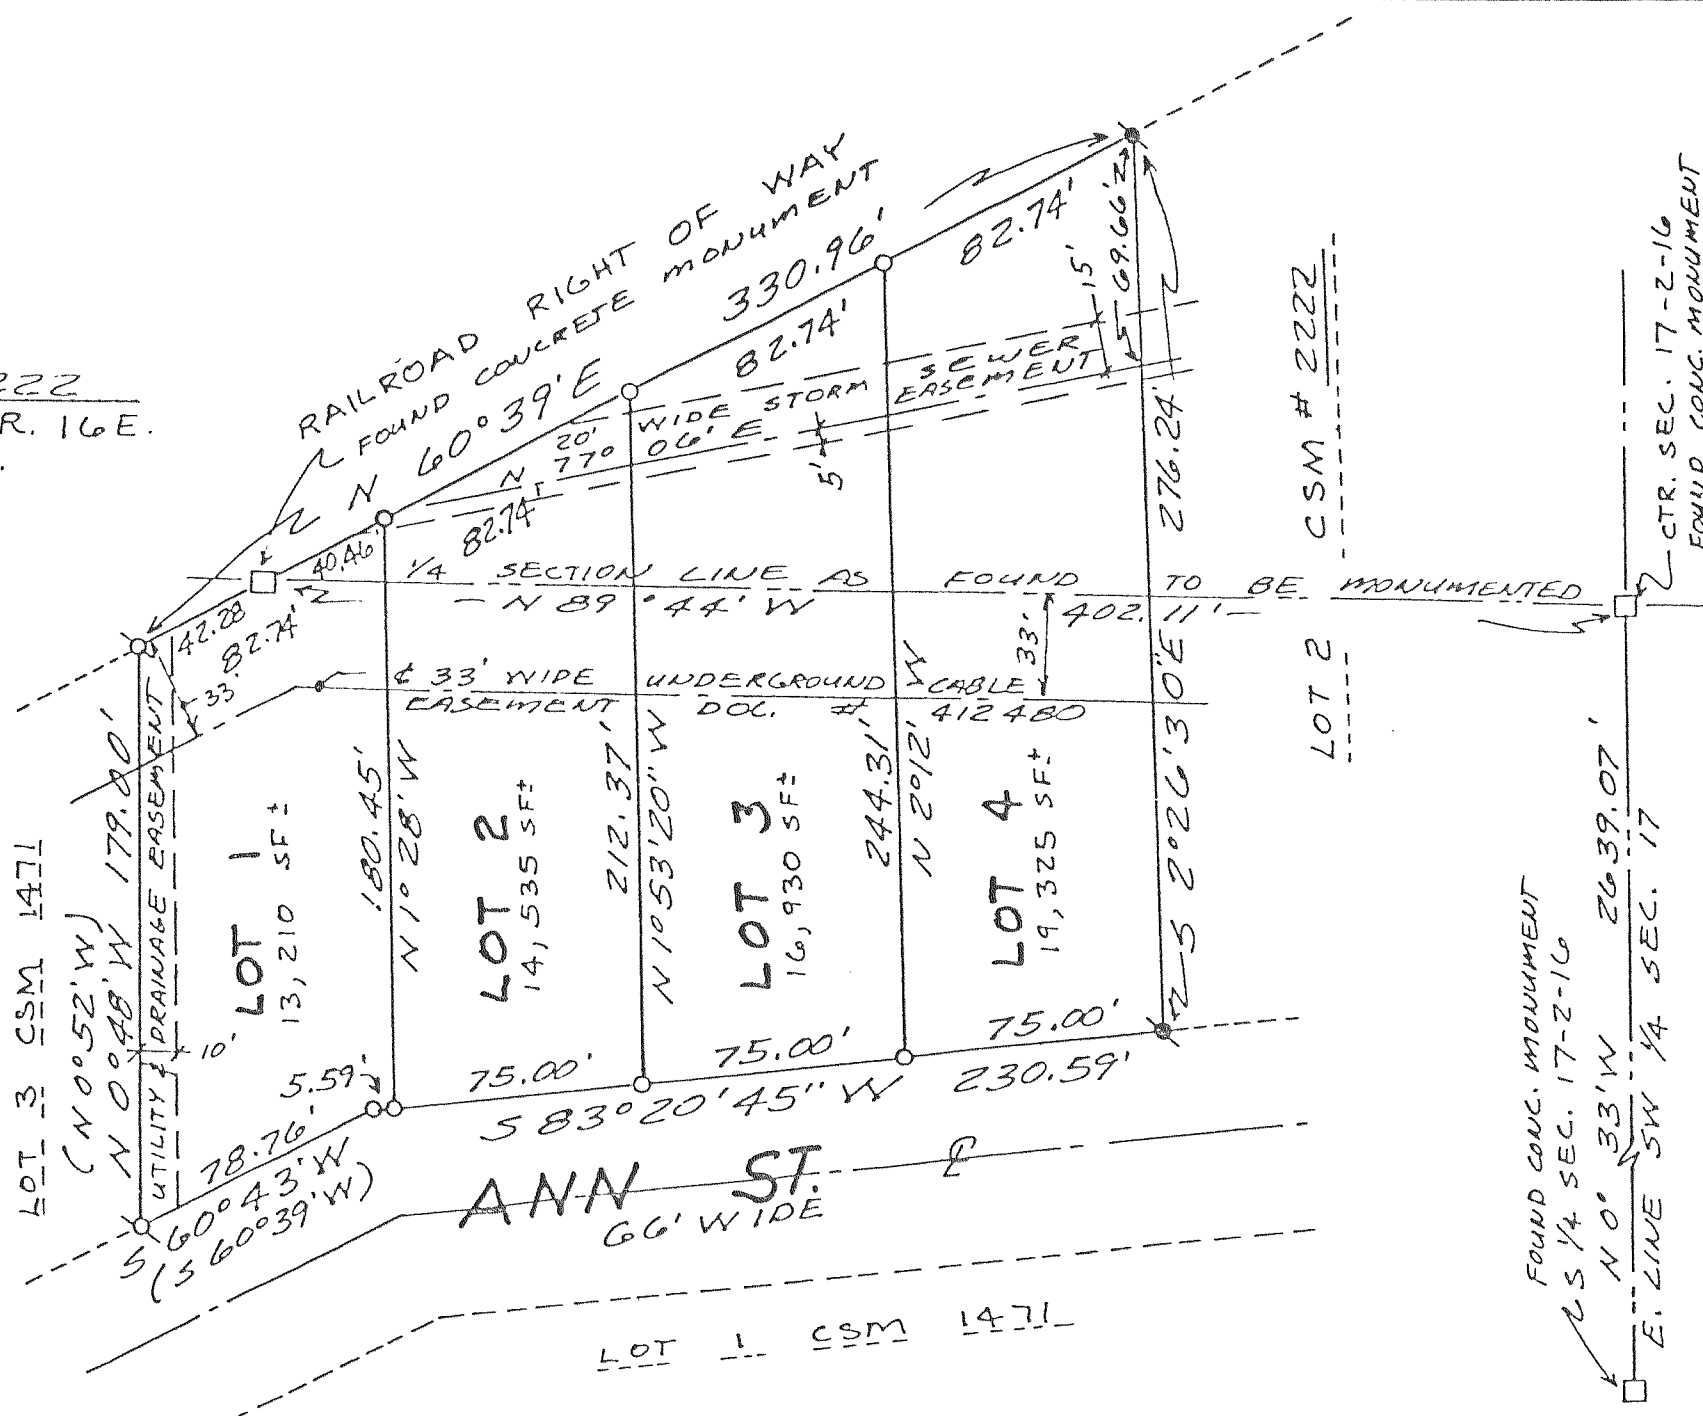 RAILROAD RIGHT OF WAY
FOUND CONCRETE MONUMENT
N 60°39'E 330.96'
82.74'
82.74'
82.74'
40.46'
42.28
82.74'
33'
20' WIDE STORM SEWER
EASEMENT
N 77° 06' E
5'
15'
69.66'
222
R. 16 E.
1/4 SECTION LINE AS FOUND TO BE MONUMENTED
N 89°44' W 402.11'
33'
℄ 33' WIDE UNDERGROUND CABLE
EASEMENT DOC. # 412480
LOT 3 CSM 1471
(N 0°52'W)
N 0°48'W 179.00'
UTILITY & DRAINAGE EASEMENT
10'
LOT 1
13,210 SF±
180.45'
N 1°28'W
LOT 2
14,535 SF±
212.37'
N 1°53'20"W
LOT 3
16,930 SF±
244.31'
N 2°12' W
LOT 4
19,325 SF±
S 2°26'30"E 276.24'
LOT 2 CSM # 2222
CTR. SEC. 17-2-16
FOUND CONC. MONUMENT
5.59'
75.00'
75.00'
75.00'
S 83°20'45" W 230.59'
78.76'
S 60°43'W
(S 60°39'W)
ANN ST. ℄
66' WIDE
LOT 1 CSM 1471
FOUND CONC. MONUMENT
S 1/4 SEC. 17-2-16
N 0° 33'W 2639.07'
E. LINE SW 1/4 SEC. 17